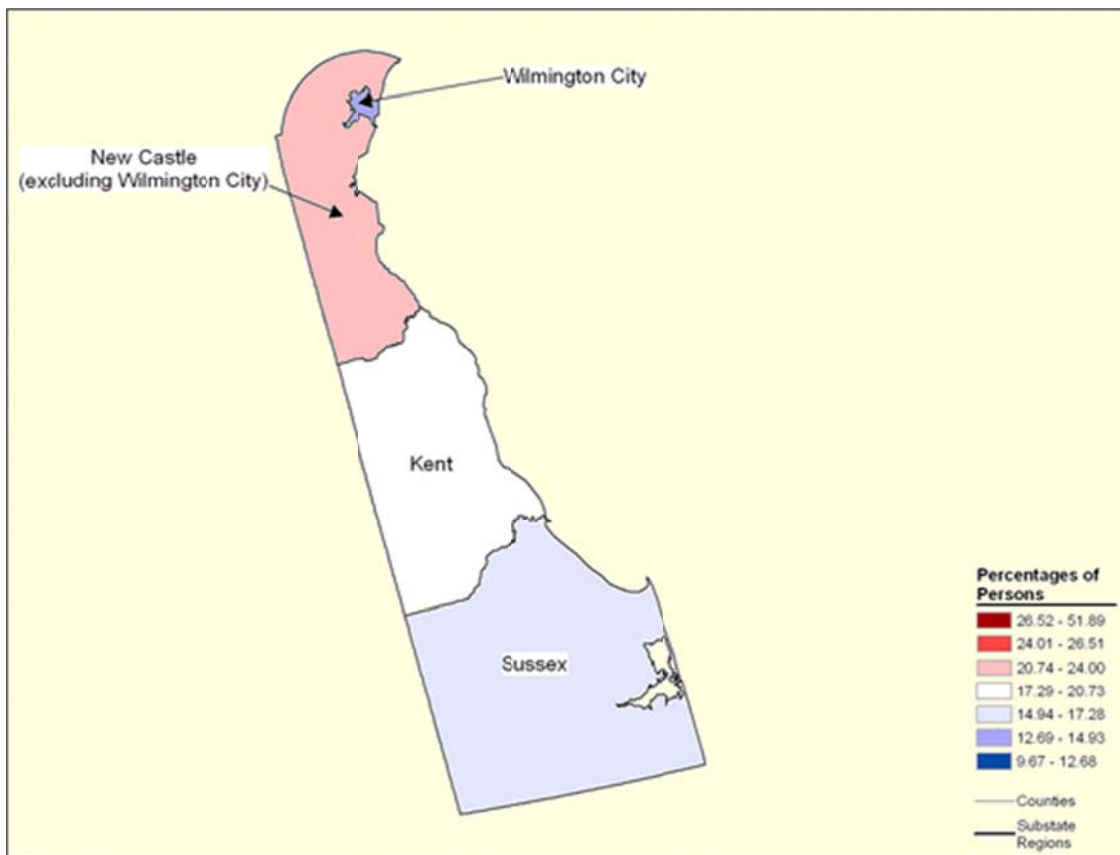 Wilmington City
New Castle
(excluding Wilmington City)
Kent
Sussex
Percentages of
Persons
26.52 - 51.89
24.01 - 26.51
20.74 - 24.00
17.29 - 20.73
14.94 - 17.28
12.69 - 14.93
9.67 - 12.68
Counties
Substate
Regions